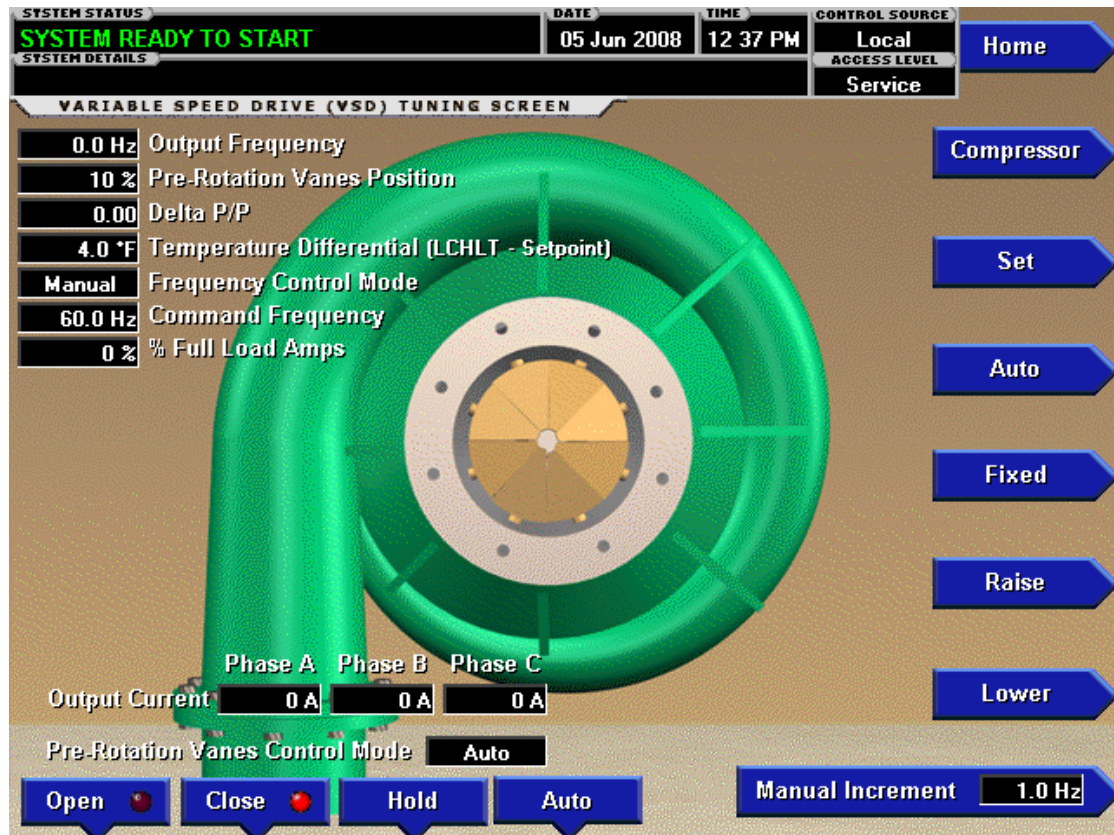 SYSTEM STATUS
SYSTEM READY TO START
DATE
05 Jun 2008
TIME
12 37 PM
CONTROL SOURCE
Local
SYSTEM DETAILS
ACCESS LEVEL
Service
Home
VARIABLE SPEED DRIVE (VSD) TUNING SCREEN
0.0 Hz Output Frequency
10 % Pre-Rotation Vanes Position
0.00 Delta P/P
4.0 °F Temperature Differential (LCHLT - Setpoint)
Manual Frequency Control Mode
60.0 Hz Command Frequency
0 % % Full Load Amps
Compressor
Set
Auto
Fixed
Raise
Lower
Phase A Phase B Phase C
Output Current 0 A 0 A 0 A
Pre-Rotation Vanes Control Mode Auto
Open Close Hold Auto
Manual Increment 1.0 Hz